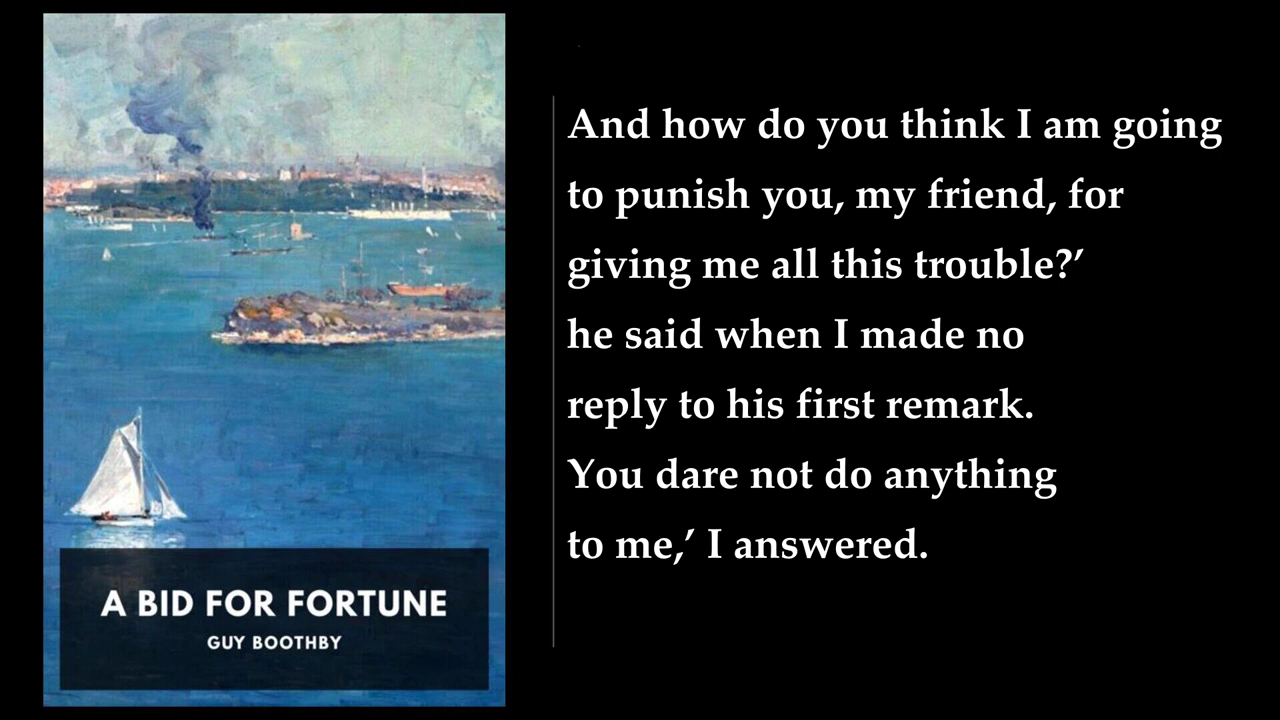 A BID FOR FORTUNE
GUY BOOTHBY
And how do you think I am going
to punish you, my friend, for
giving me all this trouble?’
he said when I made no
reply to his first remark.
You dare not do anything
to me,’ I answered.